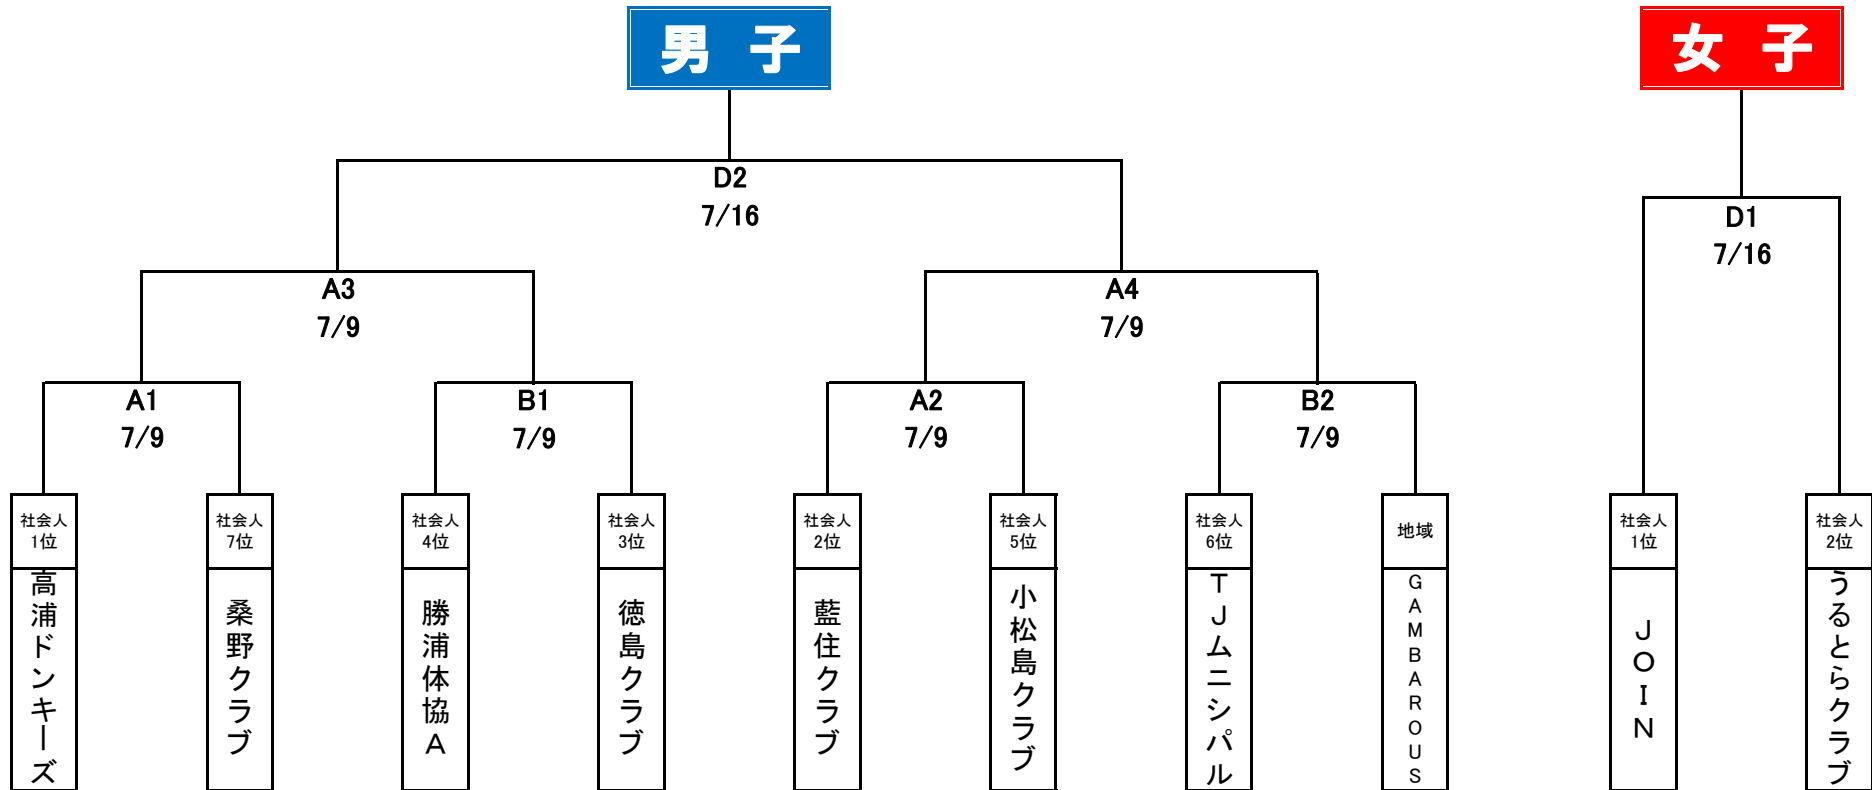 男 子
女 子
D2
7/16
D1
7/16
A3
7/9
A4
7/9
A1
7/9
B1
7/9
A2
7/9
B2
7/9
社会人
1位
高浦ドンキーズ
社会人
7位
桑野クラブ
社会人
4位
勝浦体協A
社会人
3位
徳島クラブ
社会人
2位
藍住クラブ
社会人
5位
小松島クラブ
社会人
6位
TJムニシパル
地域
GAMBAROUS
社会人
1位
JOIN
社会人
2位
うるとらクラブ